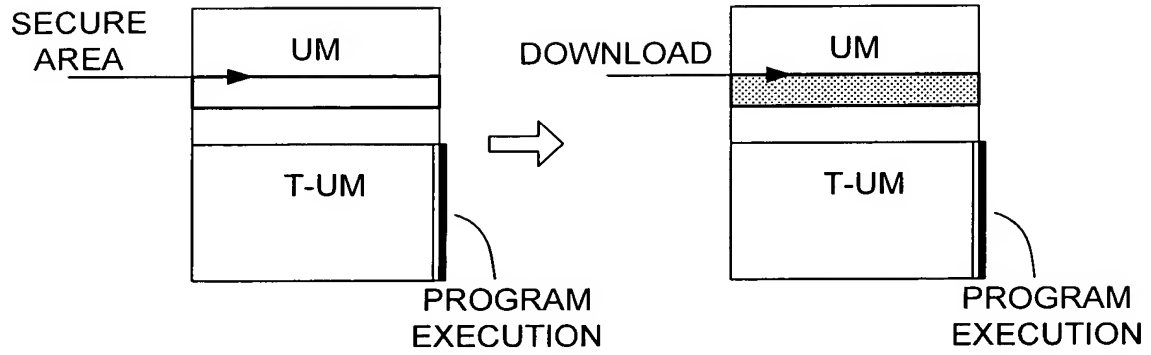 SECURE
AREA
UM
T-UM
PROGRAM
EXECUTION
DOWNLOAD
UM
T-UM
PROGRAM
EXECUTION